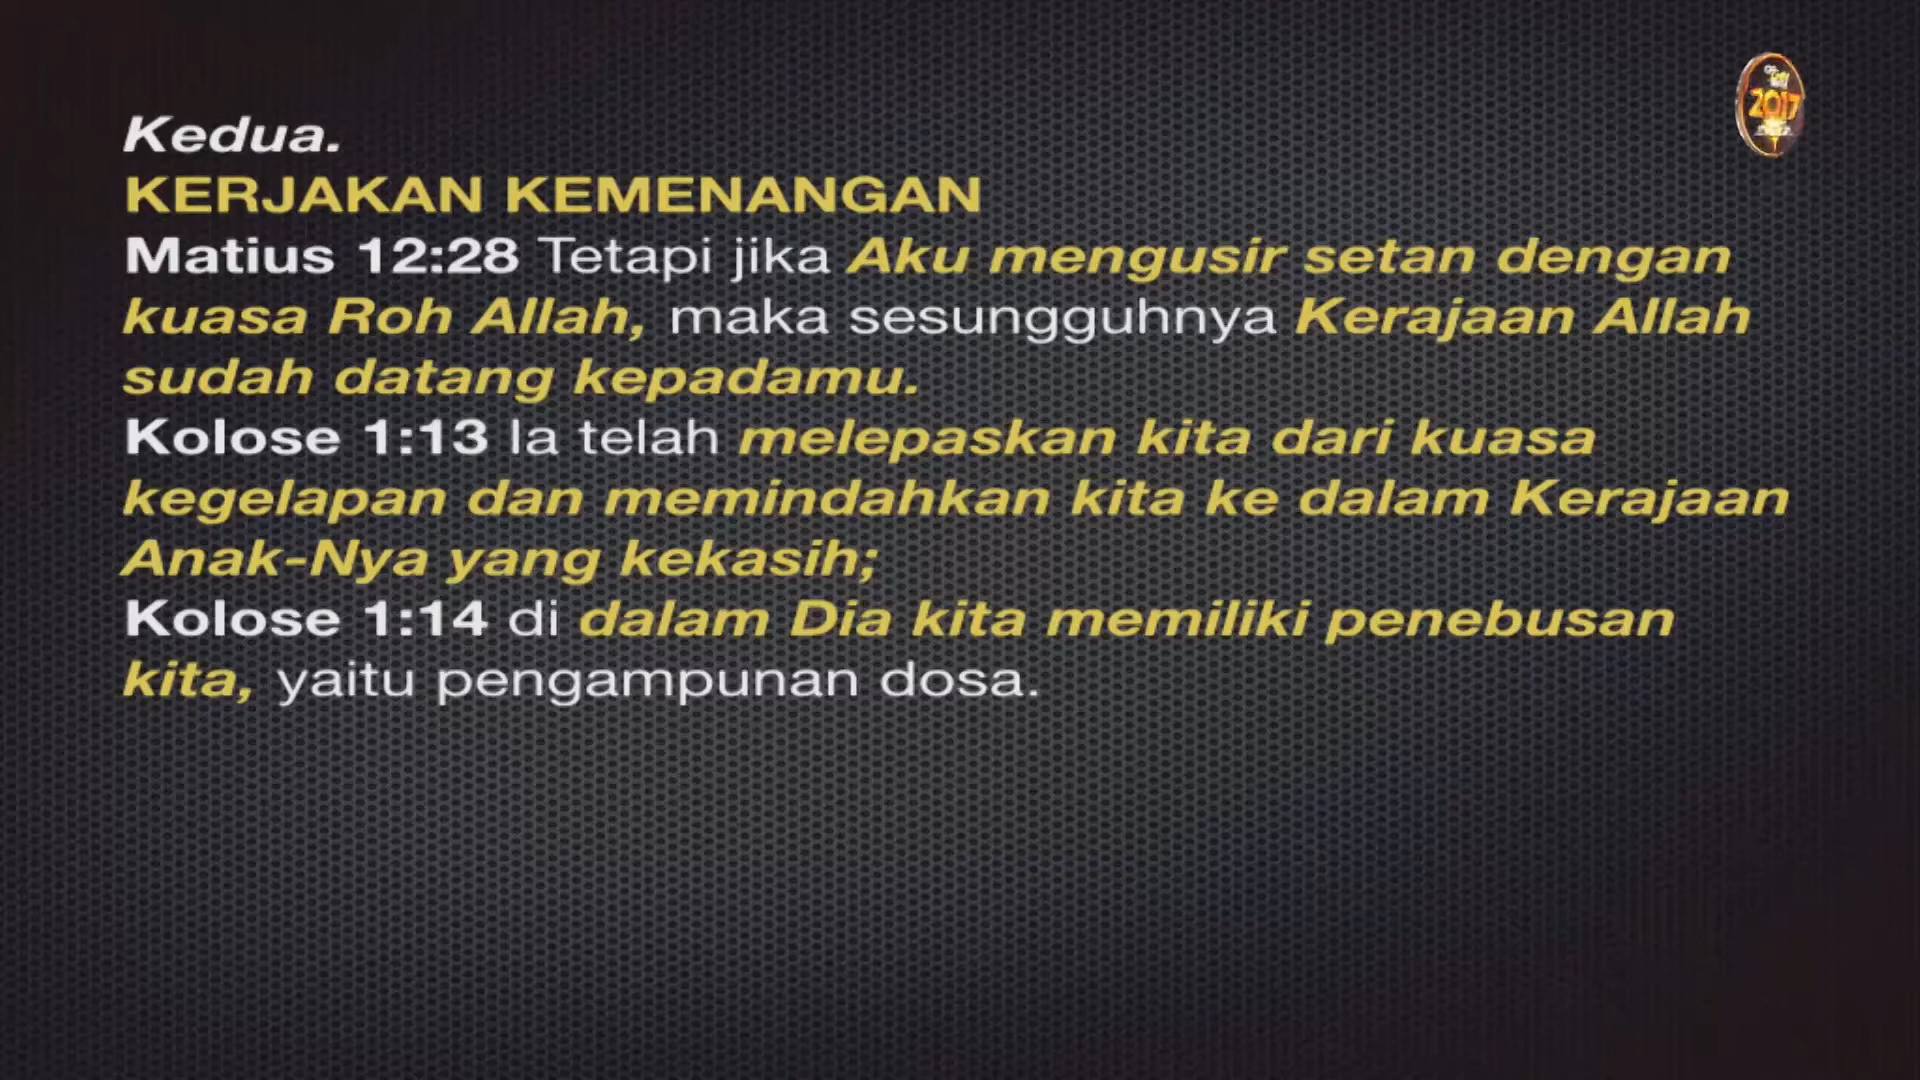 Kedua.
KERJAKAN KEMENANGAN
Matius 12:28 Tetapi jika Aku mengusir setan dengan
kuasa Roh Allah, maka sesungguhnya Kerajaan Allah
sudah datang kepadamu.
Kolose 1:13 Ia telah melepaskan kita dari kuasa
kegelapan dan memindahkan kita ke dalam Kerajaan
Anak-Nya yang kekasih;
Kolose 1:14 di dalam Dia kita memiliki penebusan
kita, yaitu pengampunan dosa.
2017